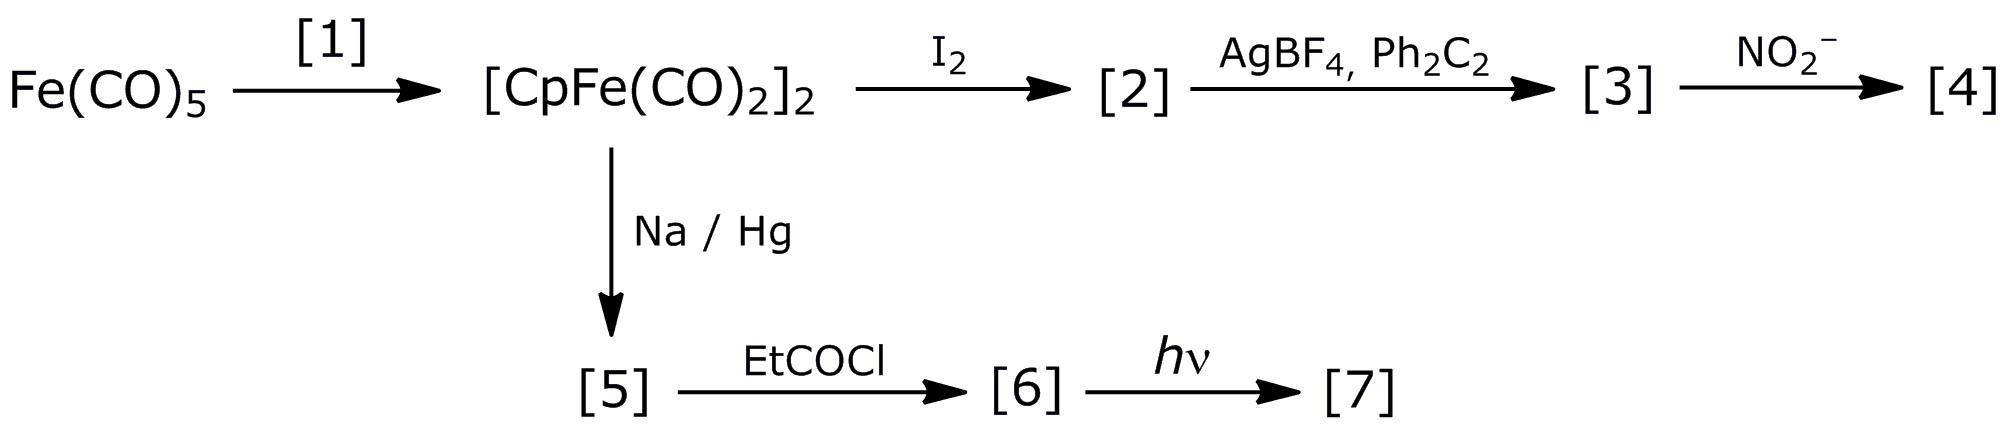 [1]
Fe(CO)₅ [CpFe(CO)₂]₂ I₂ [2] AgBF₄, Ph₂C₂ [3] NO₂⁻ [4]
Na / Hg
[5] EtCOCl [6] hν [7]